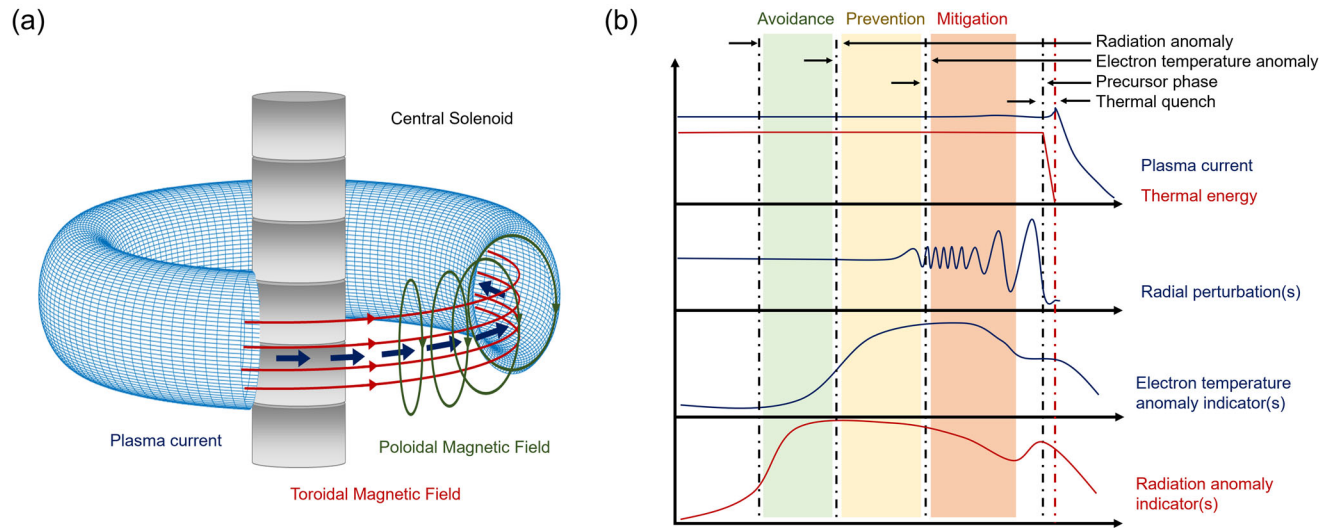 (a)
Central Solenoid
Plasma current
Poloidal Magnetic Field
Toroidal Magnetic Field
(b)
Avoidance
Prevention
Mitigation
Radiation anomaly
Electron temperature anomaly
Precursor phase
Thermal quench
Plasma current
Thermal energy
Radial perturbation(s)
Electron temperature
anomaly indicator(s)
Radiation anomaly
indicator(s)